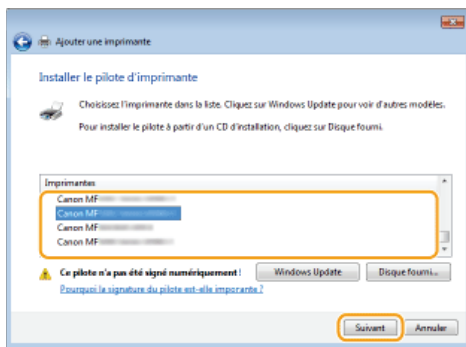 Ajouter une imprimante
Installer le pilote d'imprimante
Choisissez l'imprimante dans la liste. Cliquez sur Windows Update pour voir d'autres modèles.
Pour installer le pilote à partir d'un CD d'installation, cliquez sur Disque fourni.
Imprimantes
Canon MF
Canon MF
Canon MF
Canon MF
Ce pilote n'a pas été signé numériquement !
Windows Update
Disque fourni...
Pourquoi la signature du pilote est-elle imporante ?
Suivant
Annuler